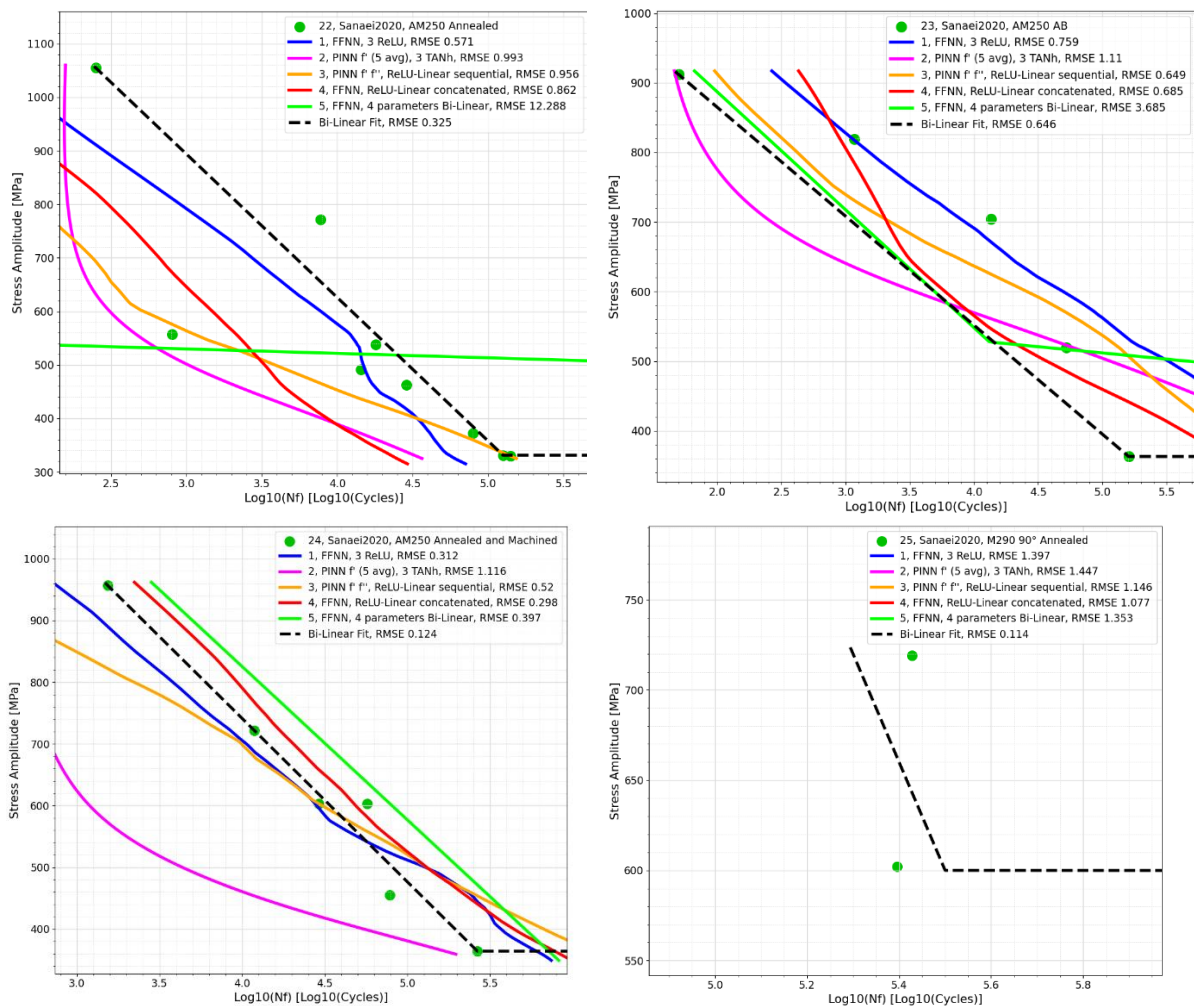 22, Sanaei2020, AM250 Annealed
1, FFNN, 3 ReLU, RMSE 0.571
2, PINN f' (5 avg), 3 TANh, RMSE 0.993
3, PINN f' f'', ReLU-Linear sequential, RMSE 0.956
4, FFNN, ReLU-Linear concatenated, RMSE 0.862
5, FFNN, 4 parameters Bi-Linear, RMSE 12.288
Bi-Linear Fit, RMSE 0.325
Stress Amplitude [MPa]
1100
1000
900
800
700
600
500
400
300
2.5 3.0 3.5 4.0 4.5 5.0 5.5
Log10(Nf) [Log10(Cycles)]
23, Sanaei2020, AM250 AB
1, FFNN, 3 ReLU, RMSE 0.759
2, PINN f' (5 avg), 3 TANh, RMSE 1.11
3, PINN f' f'', ReLU-Linear sequential, RMSE 0.649
4, FFNN, ReLU-Linear concatenated, RMSE 0.685
5, FFNN, 4 parameters Bi-Linear, RMSE 3.685
Bi-Linear Fit, RMSE 0.646
Stress Amplitude [MPa]
1000
900
800
700
600
500
400
2.0 2.5 3.0 3.5 4.0 4.5 5.0 5.5
Log10(Nf) [Log10(Cycles)]
24, Sanaei2020, AM250 Annealed and Machined
1, FFNN, 3 ReLU, RMSE 0.312
2, PINN f' (5 avg), 3 TANh, RMSE 1.116
3, PINN f' f'', ReLU-Linear sequential, RMSE 0.52
4, FFNN, ReLU-Linear concatenated, RMSE 0.298
5, FFNN, 4 parameters Bi-Linear, RMSE 0.397
Bi-Linear Fit, RMSE 0.124
Stress Amplitude [MPa]
1000
900
800
700
600
500
400
3.0 3.5 4.0 4.5 5.0 5.5
Log10(Nf) [Log10(Cycles)]
25, Sanaei2020, M290 90° Annealed
1, FFNN, 3 ReLU, RMSE 1.397
2, PINN f' (5 avg), 3 TANh, RMSE 1.447
3, PINN f' f'', ReLU-Linear sequential, RMSE 1.146
4, FFNN, ReLU-Linear concatenated, RMSE 1.077
5, FFNN, 4 parameters Bi-Linear, RMSE 1.353
Bi-Linear Fit, RMSE 0.114
Stress Amplitude [MPa]
750
700
650
600
550
5.0 5.2 5.4 5.6 5.8
Log10(Nf) [Log10(Cycles)]